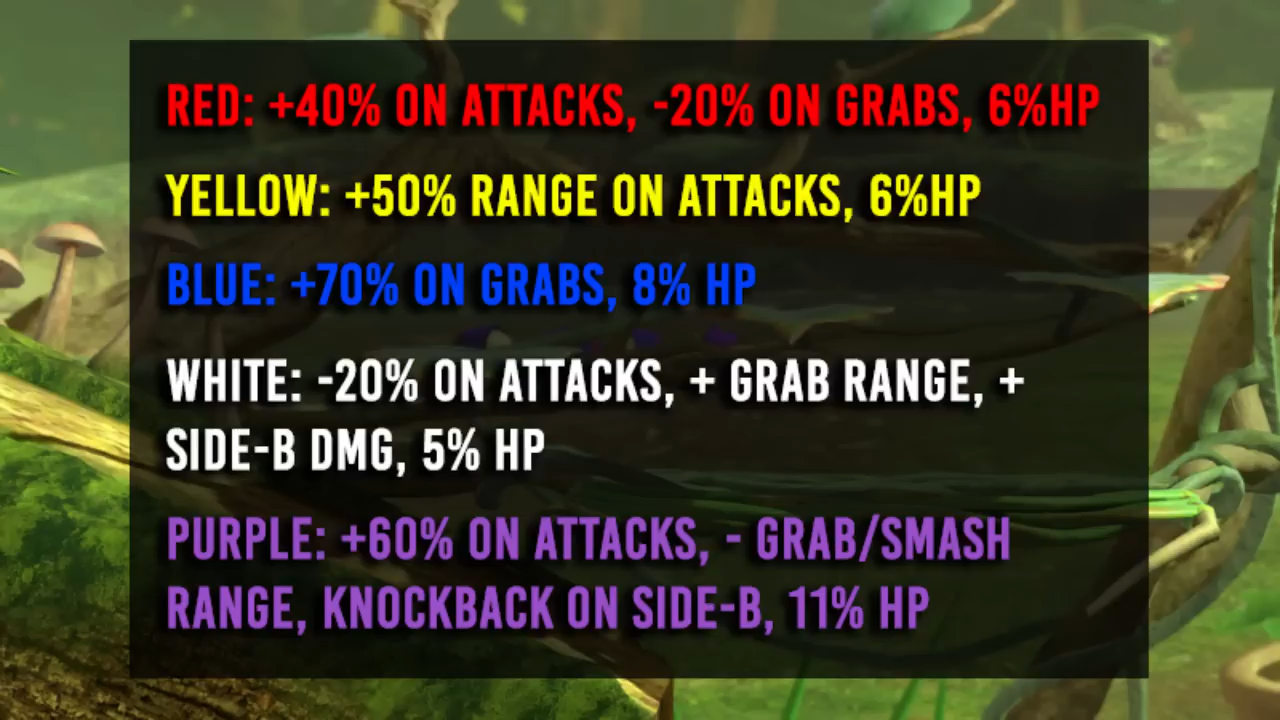 RED: +40% ON ATTACKS, -20% ON GRABS, 6%HP
YELLOW: +50% RANGE ON ATTACKS, 6%HP
BLUE: +70% ON GRABS, 8% HP
WHITE: -20% ON ATTACKS, + GRAB RANGE, +
SIDE-B DMG, 5% HP
PURPLE: +60% ON ATTACKS, - GRAB/SMASH
RANGE, KNOCKBACK ON SIDE-B, 11% HP